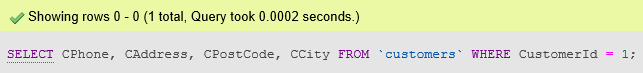 Showing rows 0 - 0 (1 total, Query took 0.0002 seconds.)
SELECT CPhone, CAddress, CPostCode, CCity FROM `customers` WHERE CustomerId = 1;